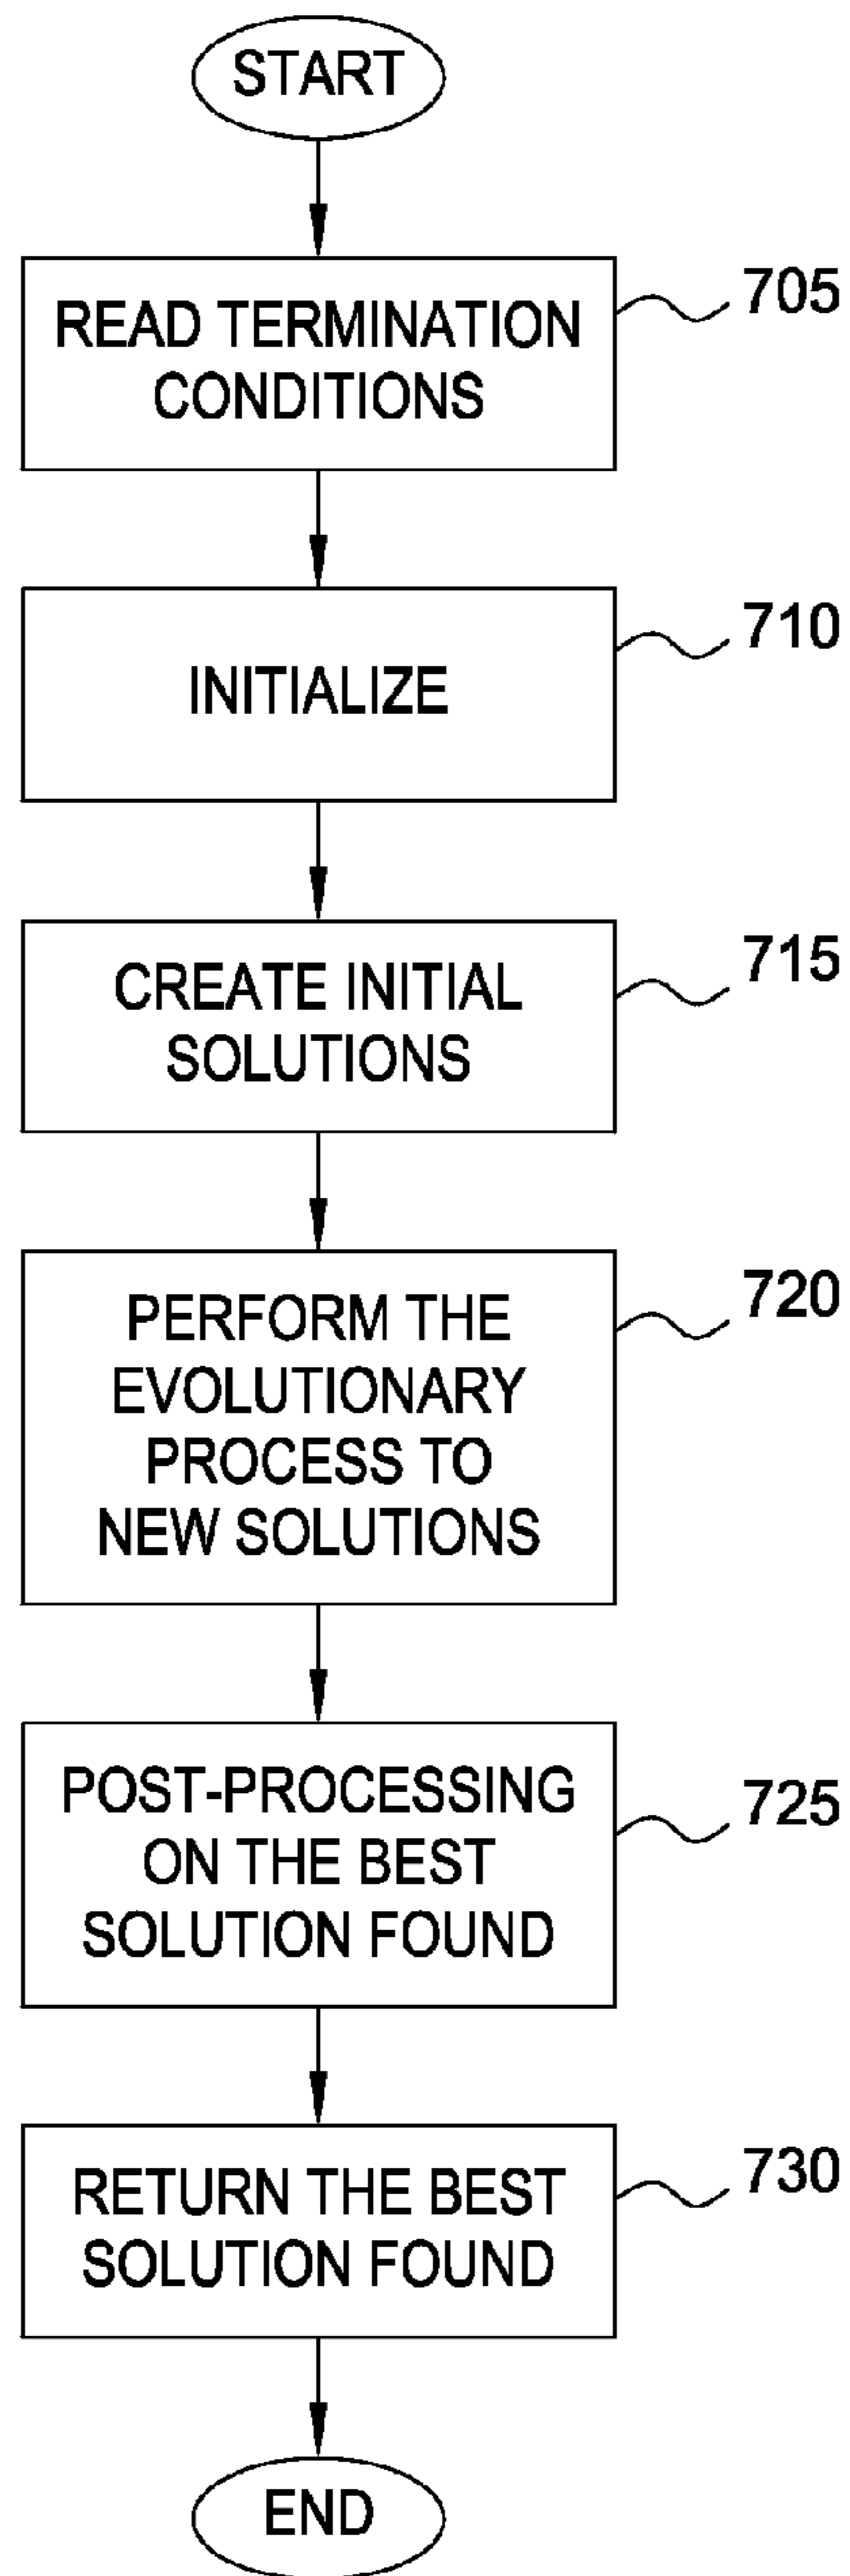 START
READ TERMINATION
CONDITIONS
705
INITIALIZE
710
CREATE INITIAL
SOLUTIONS
715
PERFORM THE
EVOLUTIONARY
PROCESS TO
NEW SOLUTIONS
720
POST-PROCESSING
ON THE BEST
SOLUTION FOUND
725
RETURN THE BEST
SOLUTION FOUND
730
END